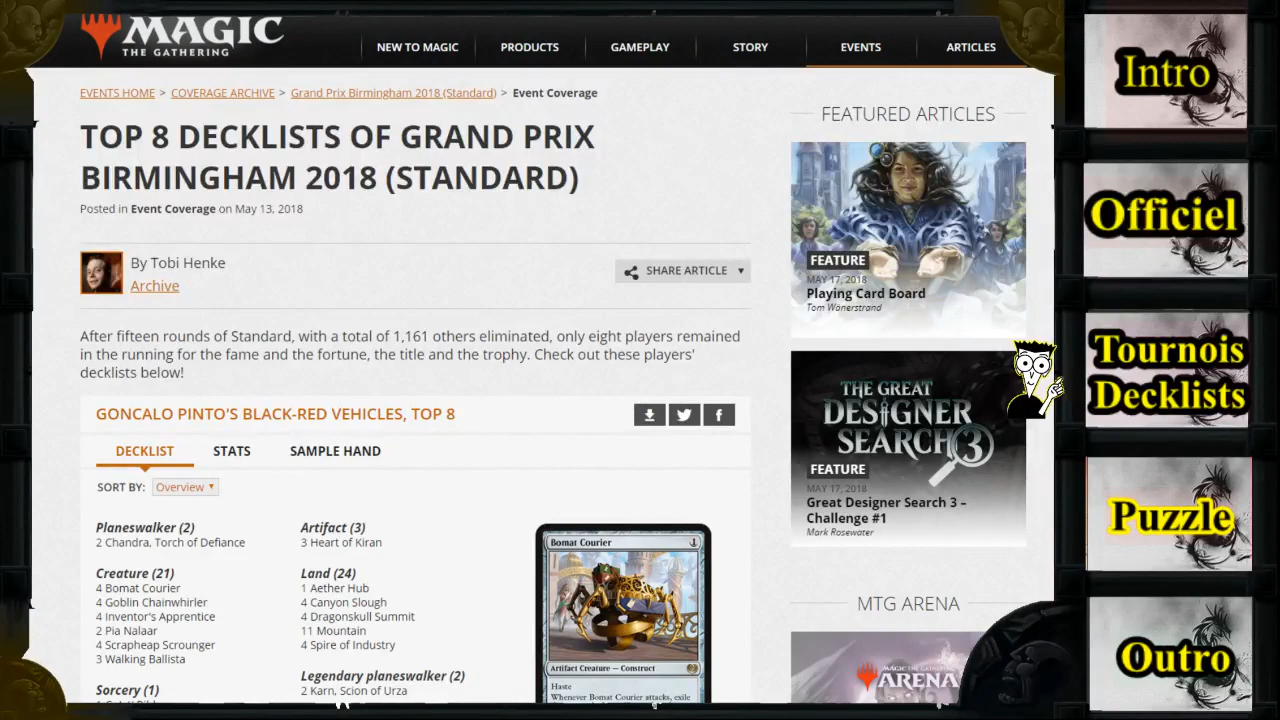 MAGIC
THE GATHERING
NEW TO MAGIC
PRODUCTS
GAMEPLAY
STORY
EVENTS
ARTICLES
EVENTS HOME > COVERAGE ARCHIVE > Grand Prix Birmingham 2018 (Standard) > Event Coverage
TOP 8 DECKLISTS OF GRAND PRIX
BIRMINGHAM 2018 (STANDARD)
Posted in Event Coverage on May 13, 2018
By Tobi Henke
Archive
SHARE ARTICLE
After fifteen rounds of Standard, with a total of 1,161 others eliminated, only eight players remained
in the running for the fame and the fortune, the title and the trophy. Check out these players'
decklists below!
GONCALO PINTO'S BLACK-RED VEHICLES, TOP 8
DECKLIST
STATS
SAMPLE HAND
SORT BY: Overview
Planeswalker (2)
2 Chandra, Torch of Defiance
Creature (21)
4 Bomat Courier
4 Goblin Chainwhirler
4 Inventor's Apprentice
2 Pia Nalaar
4 Scrapheap Scrounger
3 Walking Ballista
Sorcery (1)
Artifact (3)
3 Heart of Kiran
Land (24)
1 Aether Hub
4 Canyon Slough
4 Dragonskull Summit
11 Mountain
4 Spire of Industry
Legendary planeswalker (2)
2 Karn, Scion of Urza
Bomat Courier 1
Artifact Creature — Construct
Haste
Whenever Bomat Courier attacks, exile
FEATURED ARTICLES
FEATURE
MAY 17, 2018
Playing Card Board
Tom Wänerstrand
THE GREAT
DESIGNER
SEARCH 3
FEATURE
MAY 17, 2018
Great Designer Search 3 –
Challenge #1
Mark Rosewater
MTG ARENA
MAGIC THE GATHERING
ARENA
Intro
Officiel
Tournois
Decklists
Puzzle
Outro